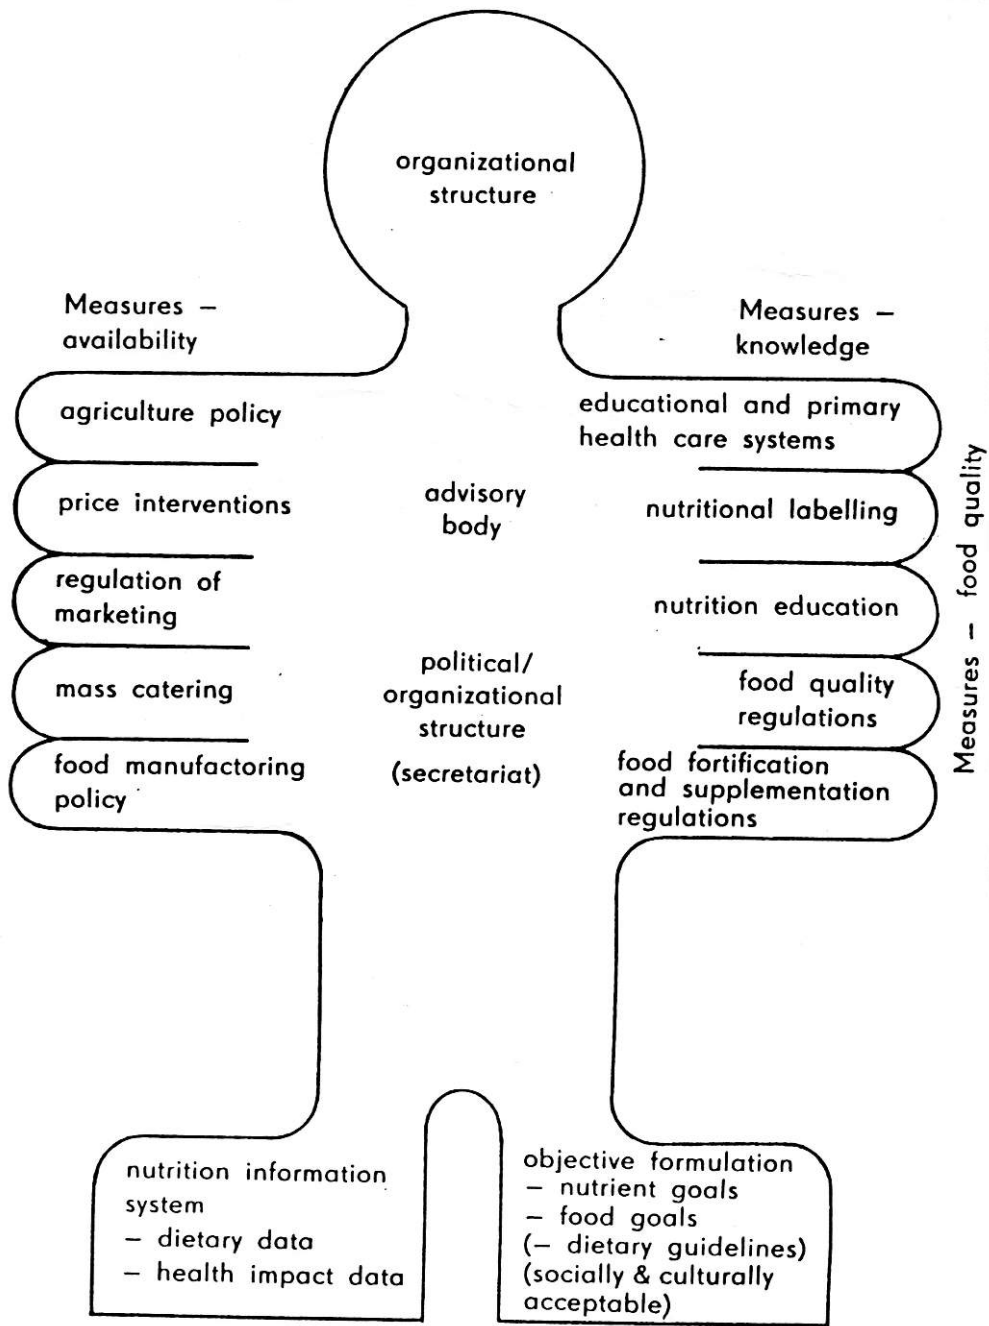 organizational
structure
Measures –
availability
agriculture policy
price interventions
regulation of
marketing
mass catering
food manufactoring
policy
advisory
body
political/
organizational
structure
(secretariat)
Measures –
knowledge
educational and primary
health care systems
nutritional labelling
nutrition education
food quality
regulations
food fortification
and supplementation
regulations
Measures – food quality
nutrition information
system
– dietary data
– health impact data
objective formulation
– nutrient goals
– food goals
(– dietary guidelines)
(socially & culturally
acceptable)